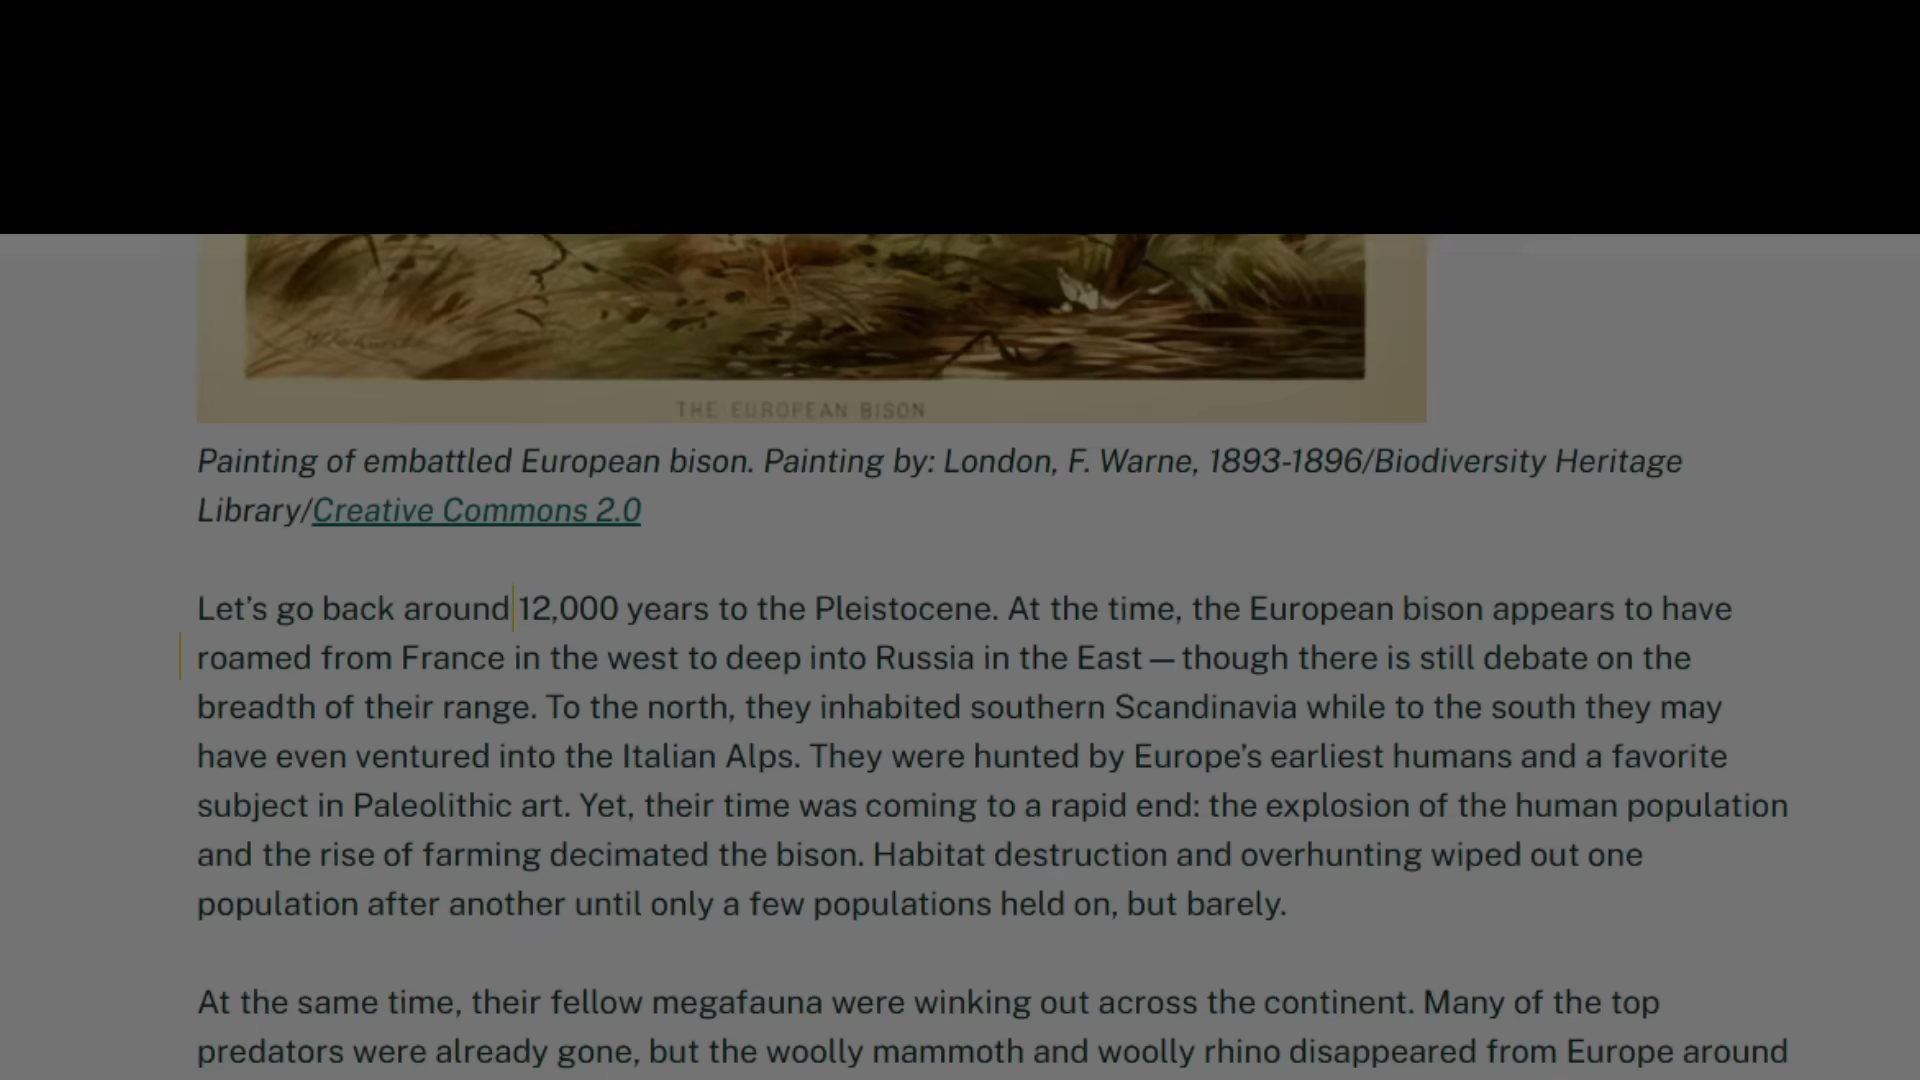 THE EUROPEAN BISON
Painting of embattled European bison. Painting by: London, F. Warne, 1893-1896/Biodiversity Heritage
Library/Creative Commons 2.0
Let’s go back around 12,000 years to the Pleistocene. At the time, the European bison appears to have
roamed from France in the west to deep into Russia in the East — though there is still debate on the
breadth of their range. To the north, they inhabited southern Scandinavia while to the south they may
have even ventured into the Italian Alps. They were hunted by Europe’s earliest humans and a favorite
subject in Paleolithic art. Yet, their time was coming to a rapid end: the explosion of the human population
and the rise of farming decimated the bison. Habitat destruction and overhunting wiped out one
population after another until only a few populations held on, but barely.
At the same time, their fellow megafauna were winking out across the continent. Many of the top
predators were already gone, but the woolly mammoth and woolly rhino disappeared from Europe around